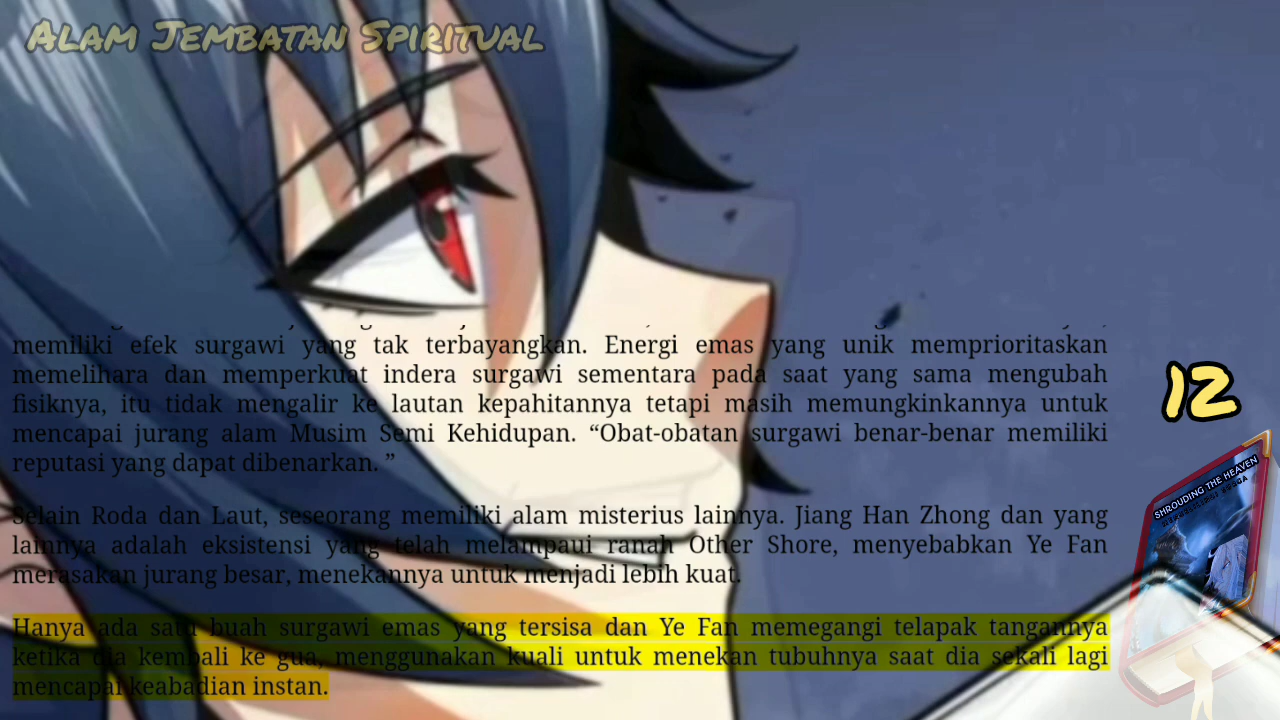 Alam Jembatan Spiritual
memiliki efek surgawi yang tak terbayangkan. Energi emas yang unik memprioritaskan
memelihara dan memperkuat indera surgawi sementara pada saat yang sama mengubah
fisiknya, itu tidak mengalir ke lautan kepahitannya tetapi masih memungkinkannya untuk
mencapai jurang alam Musim Semi Kehidupan. “Obat-obatan surgawi benar-benar memiliki
reputasi yang dapat dibenarkan. ”
Selain Roda dan Laut, seseorang memiliki alam misterius lainnya. Jiang Han Zhong dan yang
lainnya adalah eksistensi yang telah melampaui ranah Other Shore, menyebabkan Ye Fan
merasakan jurang besar, menekannya untuk menjadi lebih kuat.
Hanya ada satu buah surgawi emas yang tersisa dan Ye Fan memegangi telapak tangannya
ketika dia kembali ke gua, menggunakan kuali untuk menekan tubuhnya saat dia sekali lagi
mencapai keabadian instan.
12
SHROUDING THE HEAVEN